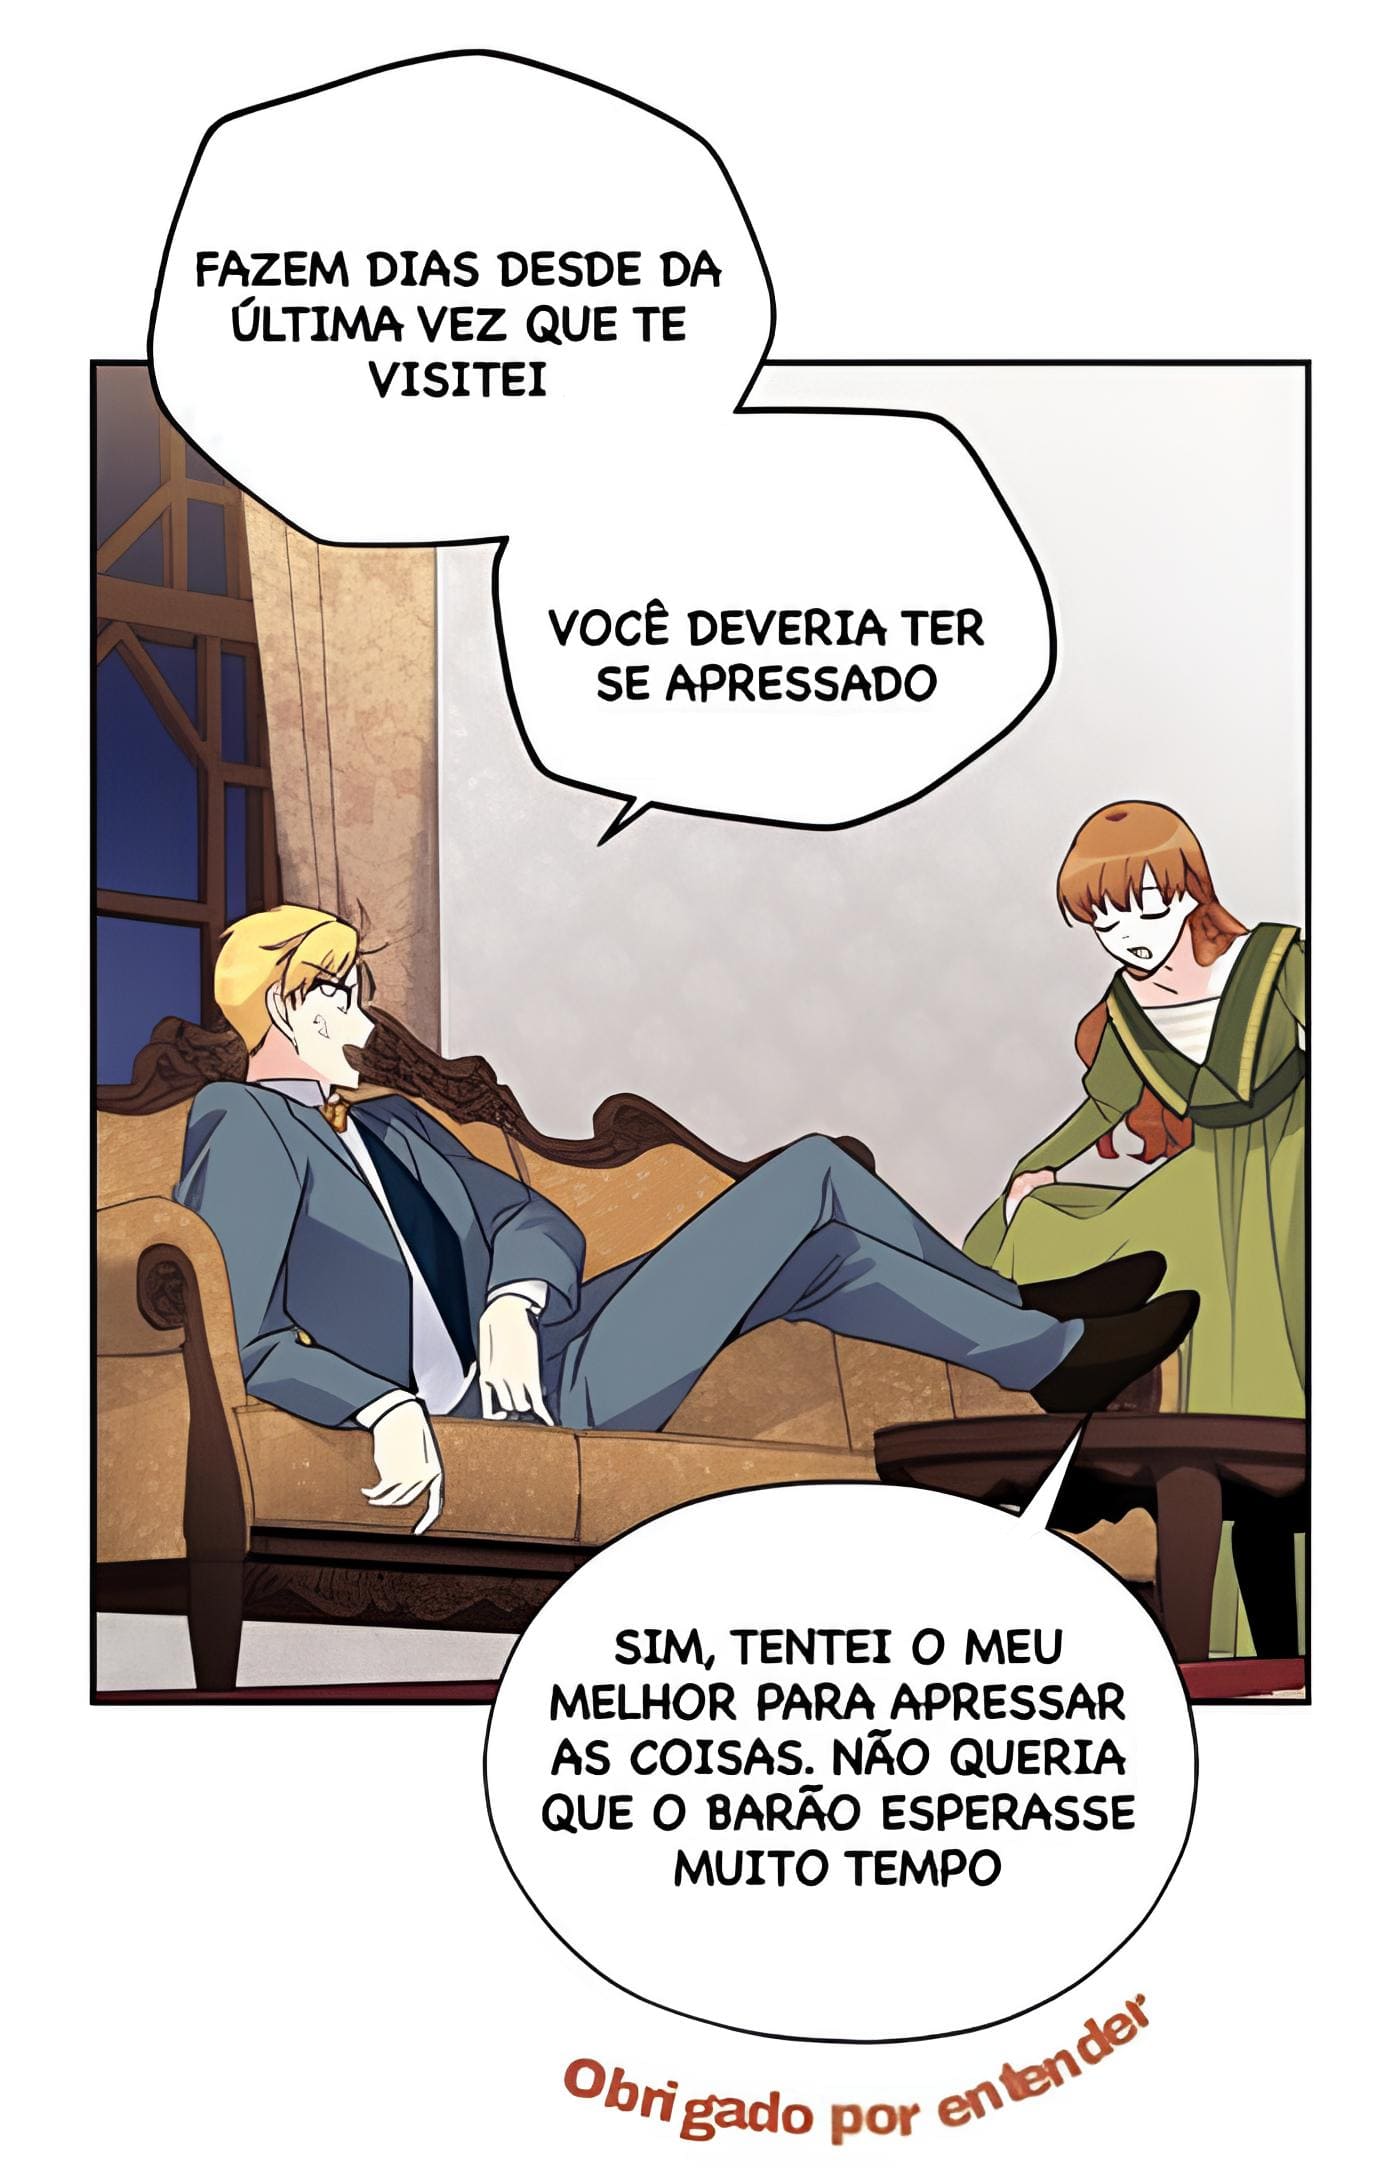 FAZEM DIAS DESDE DA
ÚLTIMA VEZ QUE TE
VISITEI
VOCÊ DEVERIA TER
SE APRESSADO
SIM, TENTEI O MEU
MELHOR PARA APRESSAR
AS COISAS. NÃO QUERIA
QUE O BARÃO ESPERASSE
MUITO TEMPO
Obrigado por entender